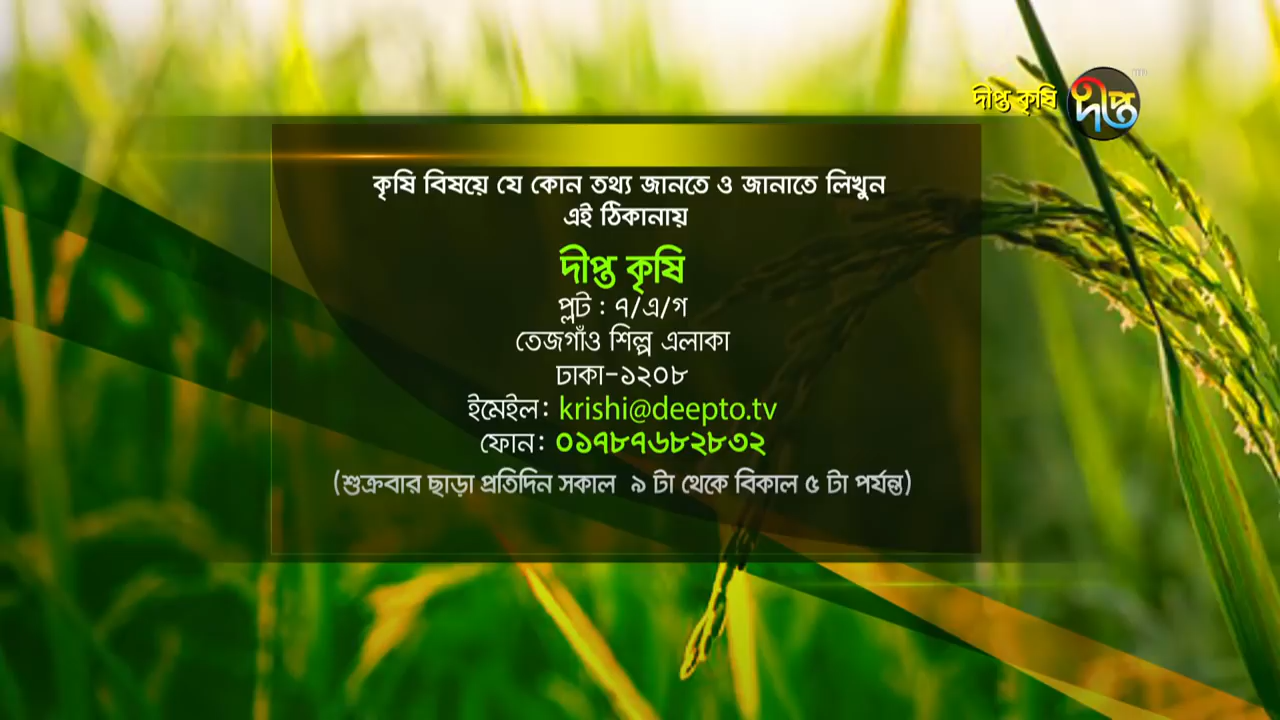 দীপ্ত কৃষি দীপ্ত
কৃষি বিষয়ে যে কোন তথ্য জানতে ও জানাতে লিখুন
এই ঠিকানায়
দীপ্ত কৃষি
প্লট : ৭/এ/গ
তেজগাঁও শিল্প এলাকা
ঢাকা-১২০৮
ইমেইল: krishi@deepto.tv
ফোন: ০১৭৮৭৬৮২৮৩২
(শুক্রবার ছাড়া প্রতিদিন সকাল ৯ টা থেকে বিকাল ৫ টা পর্যন্ত)